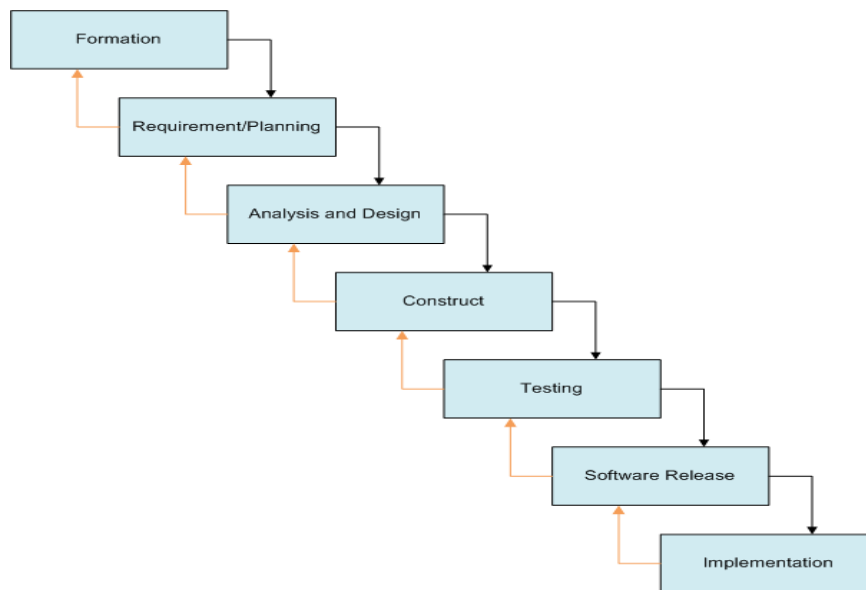 Formation
Requirement/Planning
Analysis and Design
Construct
Testing
Software Release
Implementation